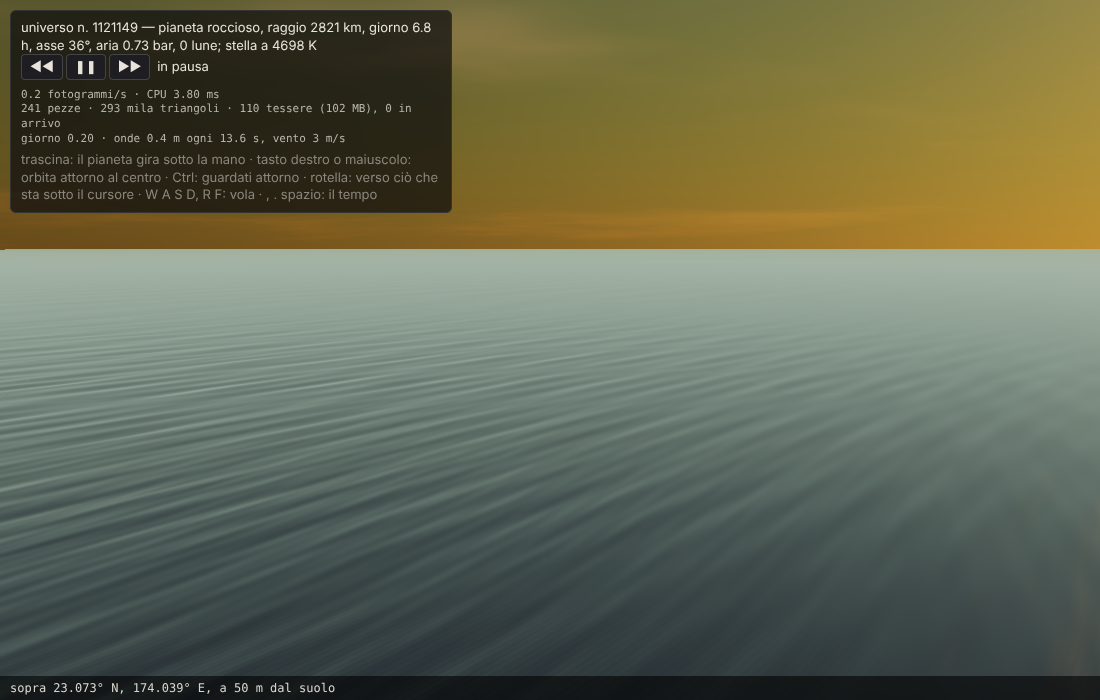 universo n. 1121149 — pianeta roccioso, raggio 2821 km, giorno 6.8
h, asse 36°, aria 0.73 bar, 0 lune; stella a 4698 K
in pausa
0.2 fotogrammi/s · CPU 3.80 ms
241 pezze · 293 mila triangoli · 110 tessere (102 MB), 0 in
arrivo
giorno 0.20 · onde 0.4 m ogni 13.6 s, vento 3 m/s
trascina: il pianeta gira sotto la mano · tasto destro o maiuscolo:
orbita attorno al centro · Ctrl: guardati attorno · rotella: verso ciò che
sta sotto il cursore · W A S D, R F: vola · , . spazio: il tempo
sopra 23.073° N, 174.039° E, a 50 m dal suolo